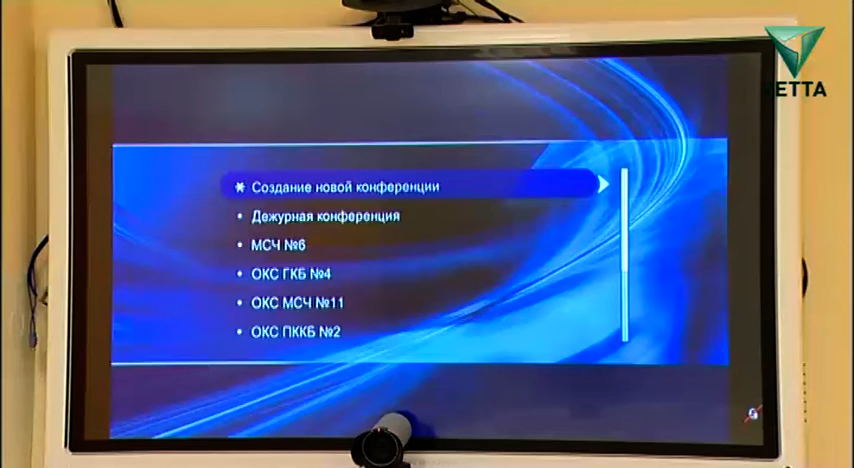 ВЕТТА
Создание новой конференции
Дежурная конференция
МСЧ №6
ОКС ГКБ №4
ОКС МСЧ №11
ОКС ПККБ №2